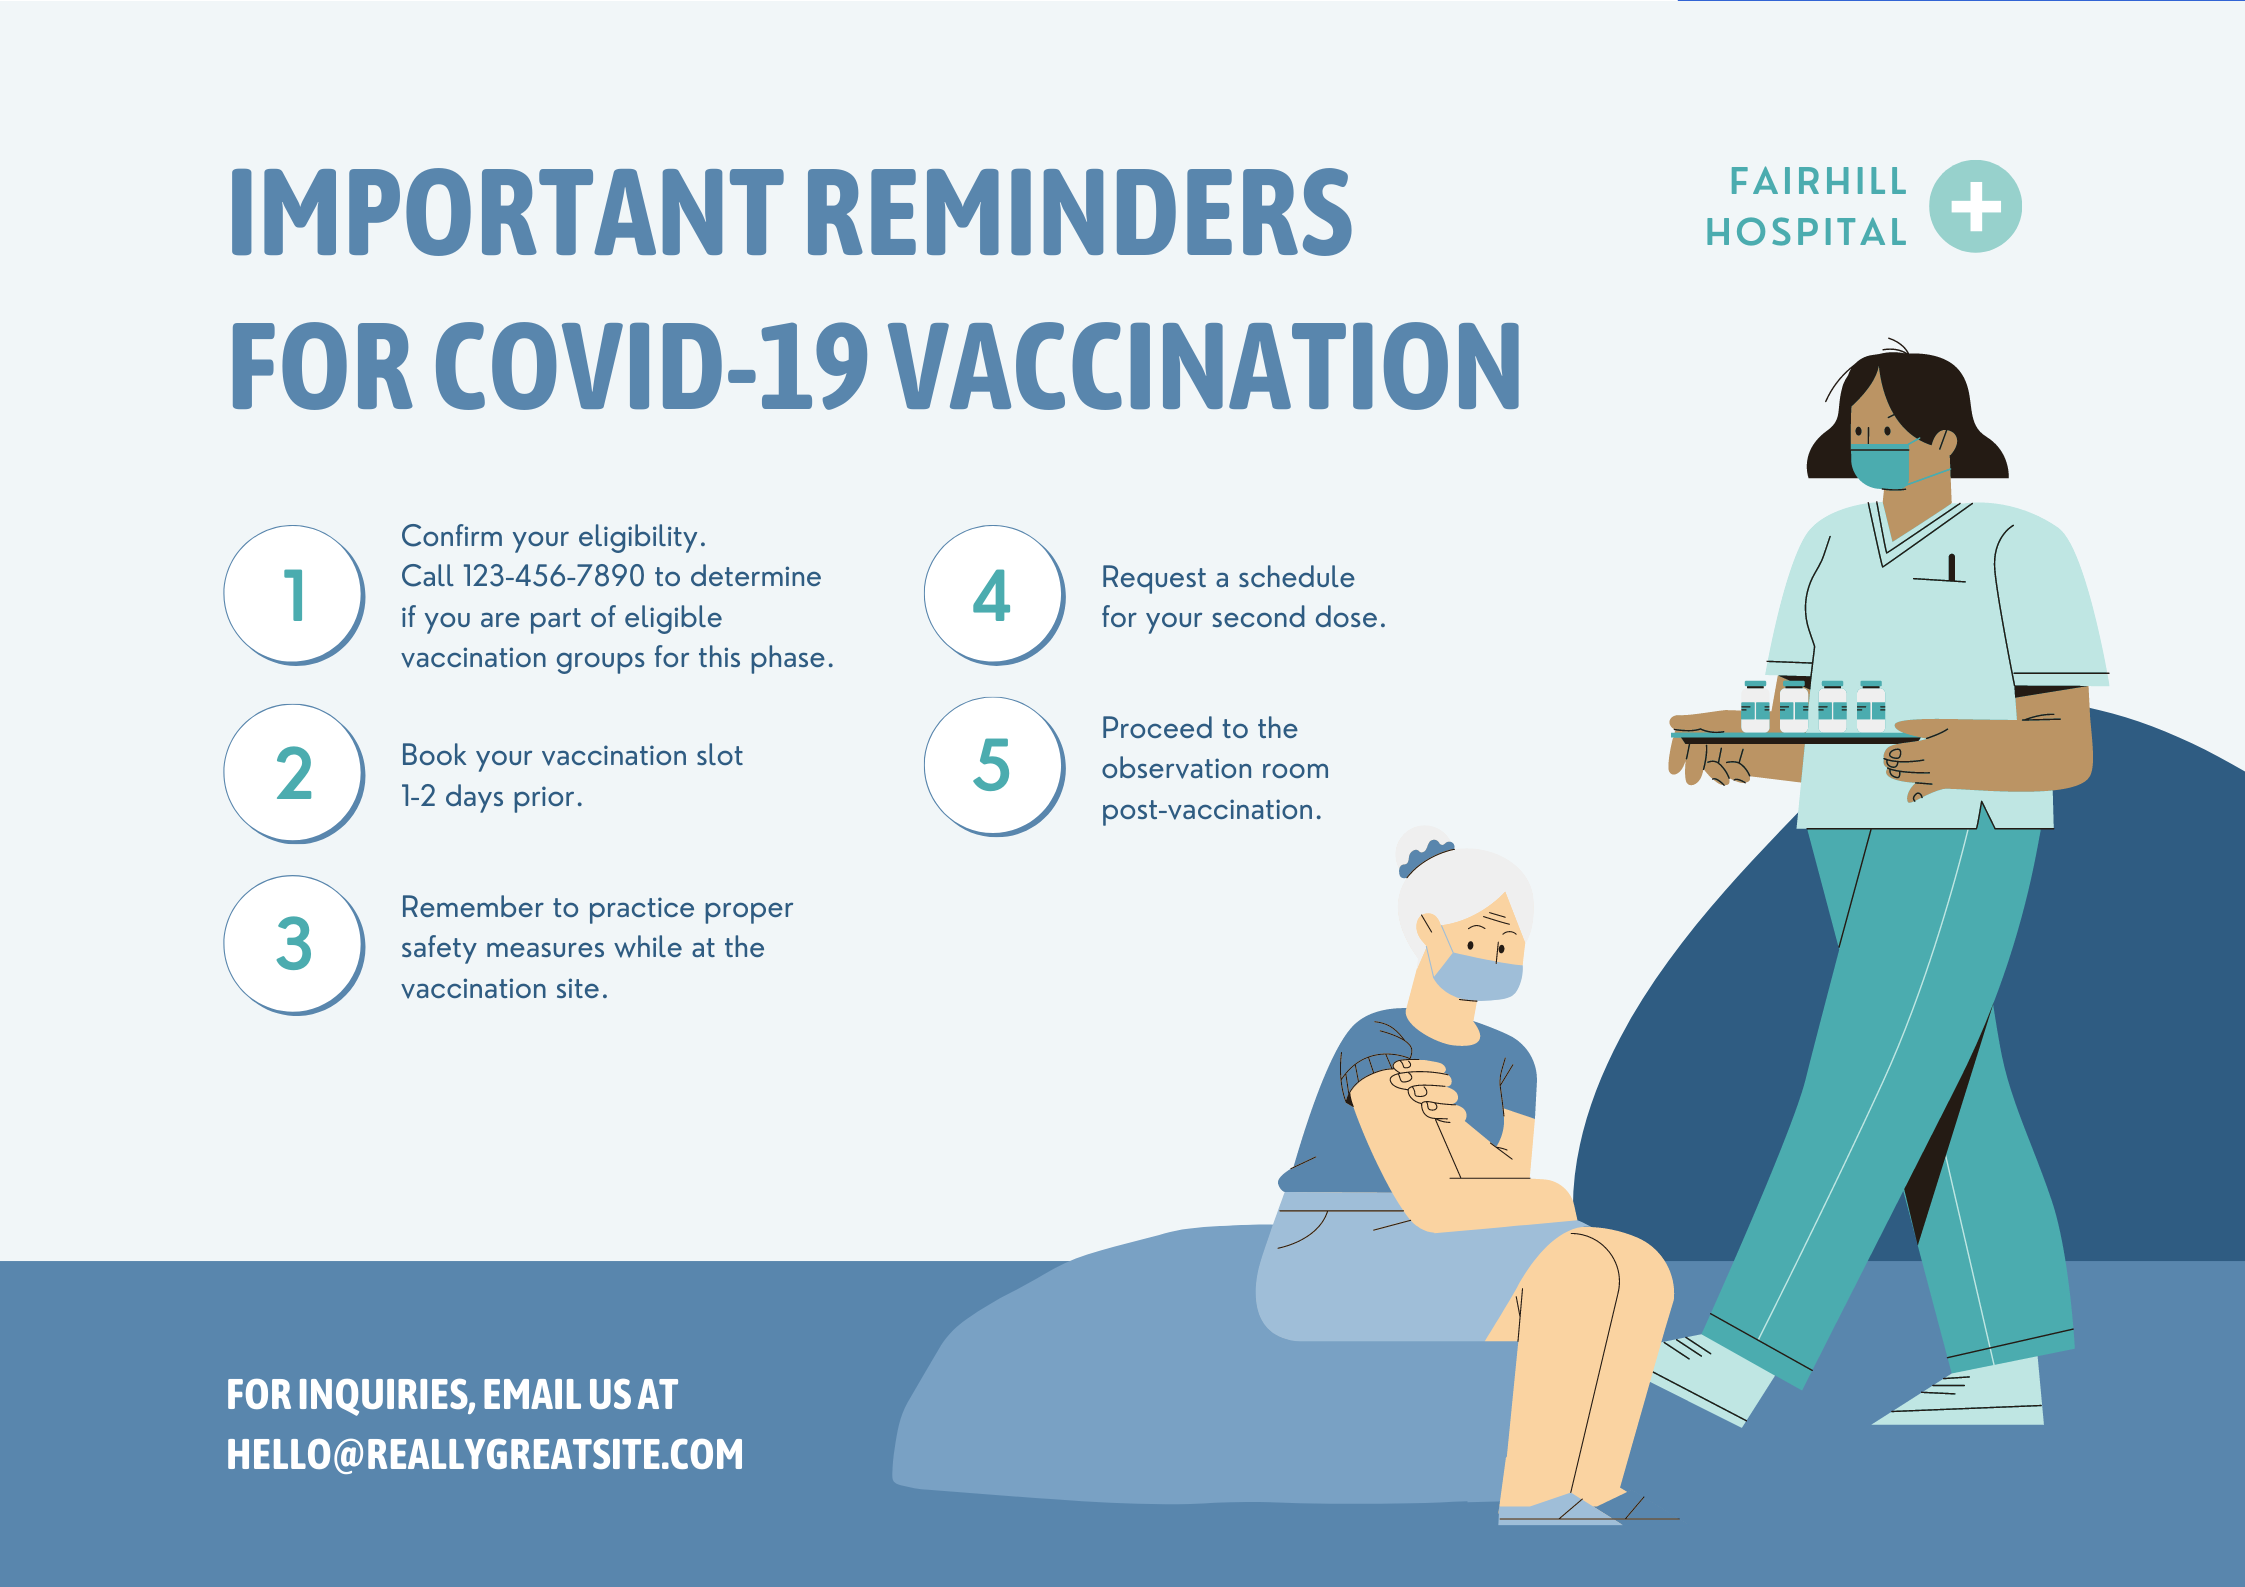 IMPORTANT REMINDERS
FOR COVID-19 VACCINATION
FAIRHILL
HOSPITAL
1
Confirm your eligibility.
Call 123-456-7890 to determine
if you are part of eligible
vaccination groups for this phase.
2
Book your vaccination slot
1-2 days prior.
3
Remember to practice proper
safety measures while at the
vaccination site.
4
Request a schedule
for your second dose.
5
Proceed to the
observation room
post-vaccination.
FOR INQUIRIES, EMAIL US AT
HELLO@REALLYGREATSITE.COM